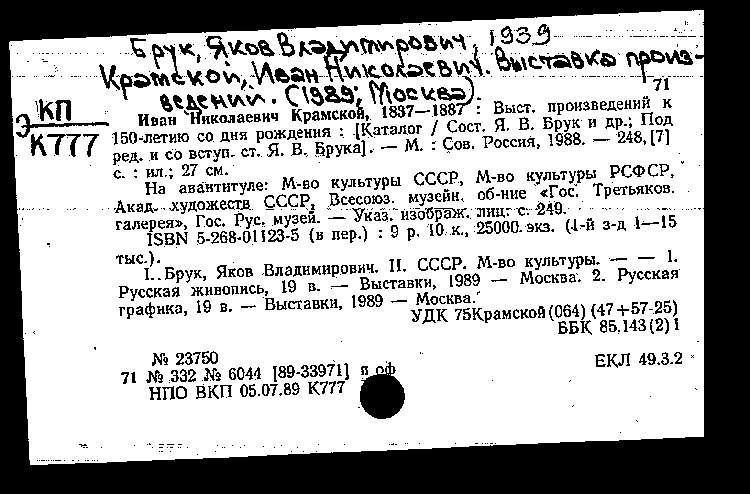 Брук, Яков Владимирович, 1939
Крамской, Иван Николаевич. Выставка произ-
ведений. (1989; Москва)
71
Э КП
К777
Иван Николаевич Крамской, 1837—1887 : Выст. произведений к
150-летию со дня рождения : [Каталог / Сост. Я. В. Брук и др.; Под
ред. и со вступ. ст. Я. В. Брука]. — М. : Сов. Россия, 1988. — 248, [7]
с. : ил.; 27 см.
На авантитуле: М-во культуры СССР, М-во культуры РСФСР,
Акад. художеств СССР, Всесоюз. музейн. об-ние «Гос. Третьяков.
галерея», Гос. Рус. музей. — Указ. изображ. лиц: с. 249.
ISBN 5-268-01123-5 (в пер.) : 9 р. 10 к., 25000 экз. (1-й з-д 1—15
тыс.).
I. Брук, Яков Владимирович. II. СССР. М-во культуры. — — 1.
Русская живопись, 19 в. — Выставки, 1989 — Москва. 2. Русская
графика, 19 в. — Выставки, 1989 — Москва.
УДК 75Крамской(064) (47+57-25)
ББК 85.143(2)1
№ 23750
71 № 332 № 6044 [89-33971] я оф
ЕКЛ 49.3.2
НПО ВКП 05.07.89 К777